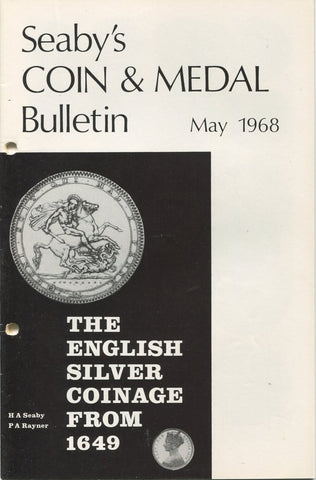 Seaby's
COIN & MEDAL
Bulletin
May 1968
THE
ENGLISH
SILVER
COINAGE
FROM
1649
H A Seaby
P A Rayner